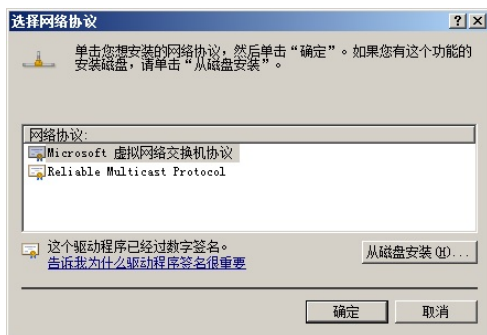 选择网络协议
单击您想安装的网络协议，然后单击“确定”。如果您有这个功能的
安装磁盘，请单击“从磁盘安装”。
网络协议:
Microsoft 虚拟网络交换机协议
Reliable Multicast Protocol
这个驱动程序已经过数字签名。
告诉我为什么驱动程序签名很重要
从磁盘安装(H)...
确定
取消